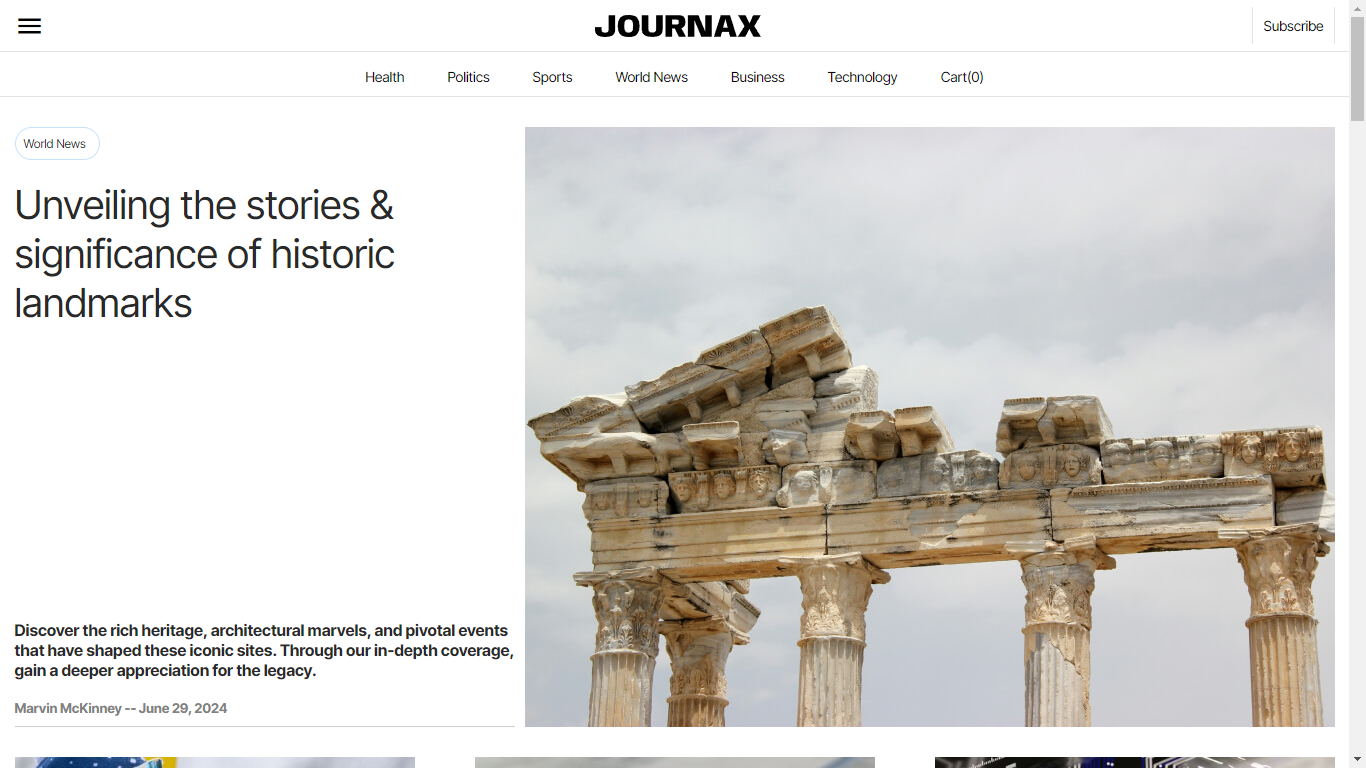 JOURNAX
Subscribe
Health Politics Sports World News Business Technology Cart(0)
World News
Unveiling the stories &
significance of historic
landmarks
Discover the rich heritage, architectural marvels, and pivotal events
that have shaped these iconic sites. Through our in-depth coverage,
gain a deeper appreciation for the legacy.
Marvin McKinney -- June 29, 2024